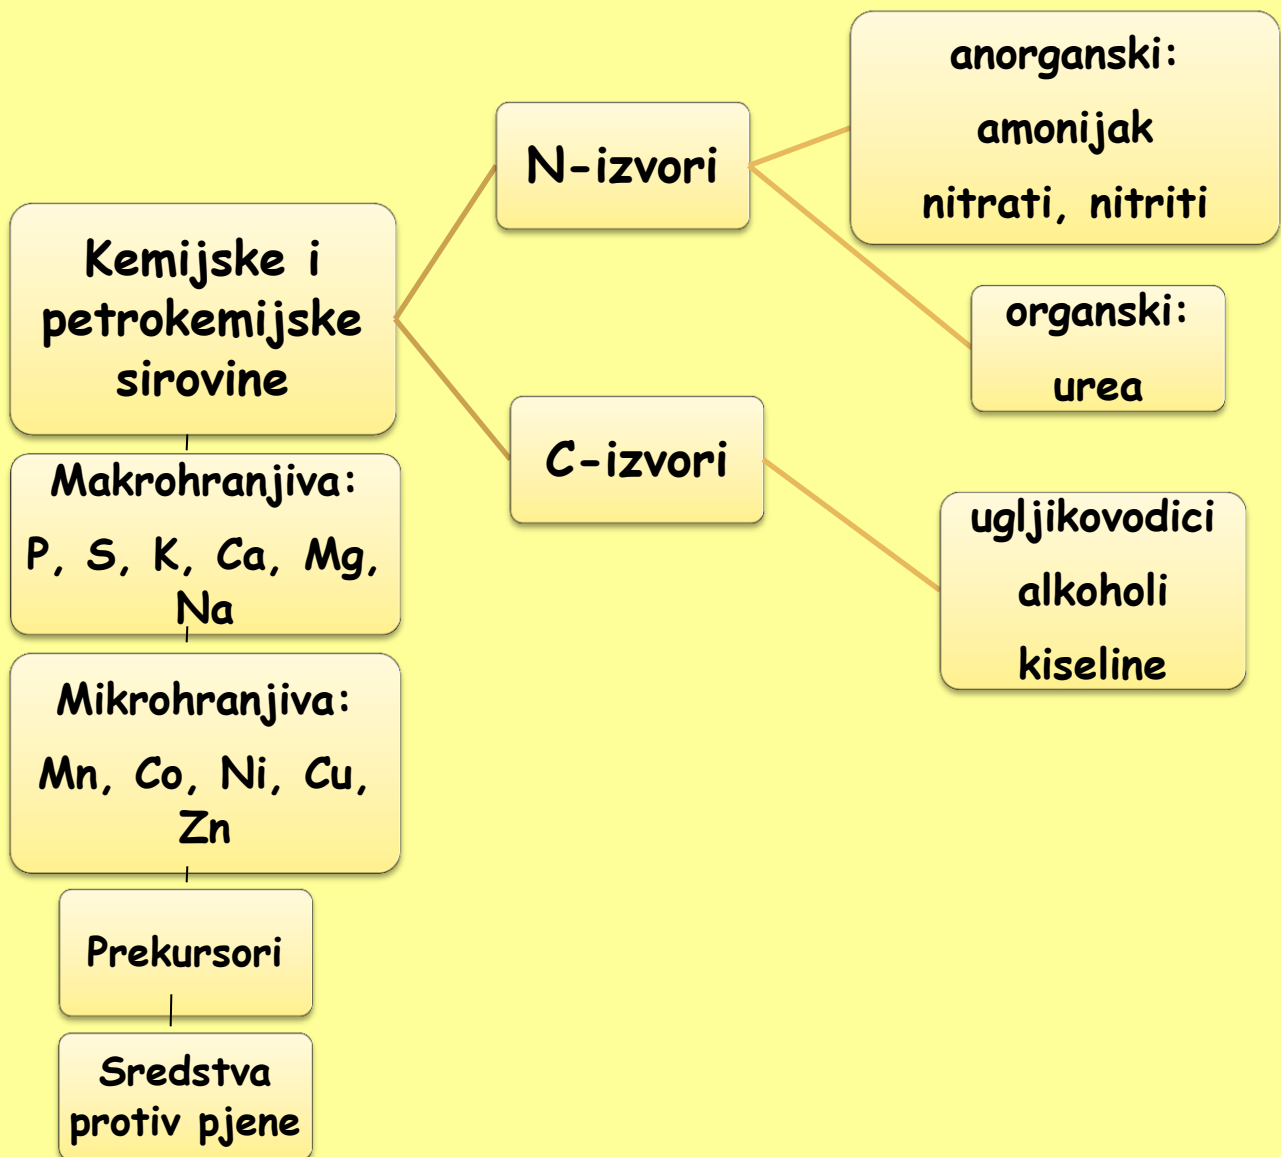 Kemijske i
petrokemijske
sirovine
Makrohranjiva:
P, S, K, Ca, Mg,
Na
Mikrohranjiva:
Mn, Co, Ni, Cu,
Zn
Prekursori
Sredstva
protiv pjene
N-izvori
C-izvori
anorganski:
amonijak
nitrati, nitriti
organski:
urea
ugljikovodici
alkoholi
kiseline